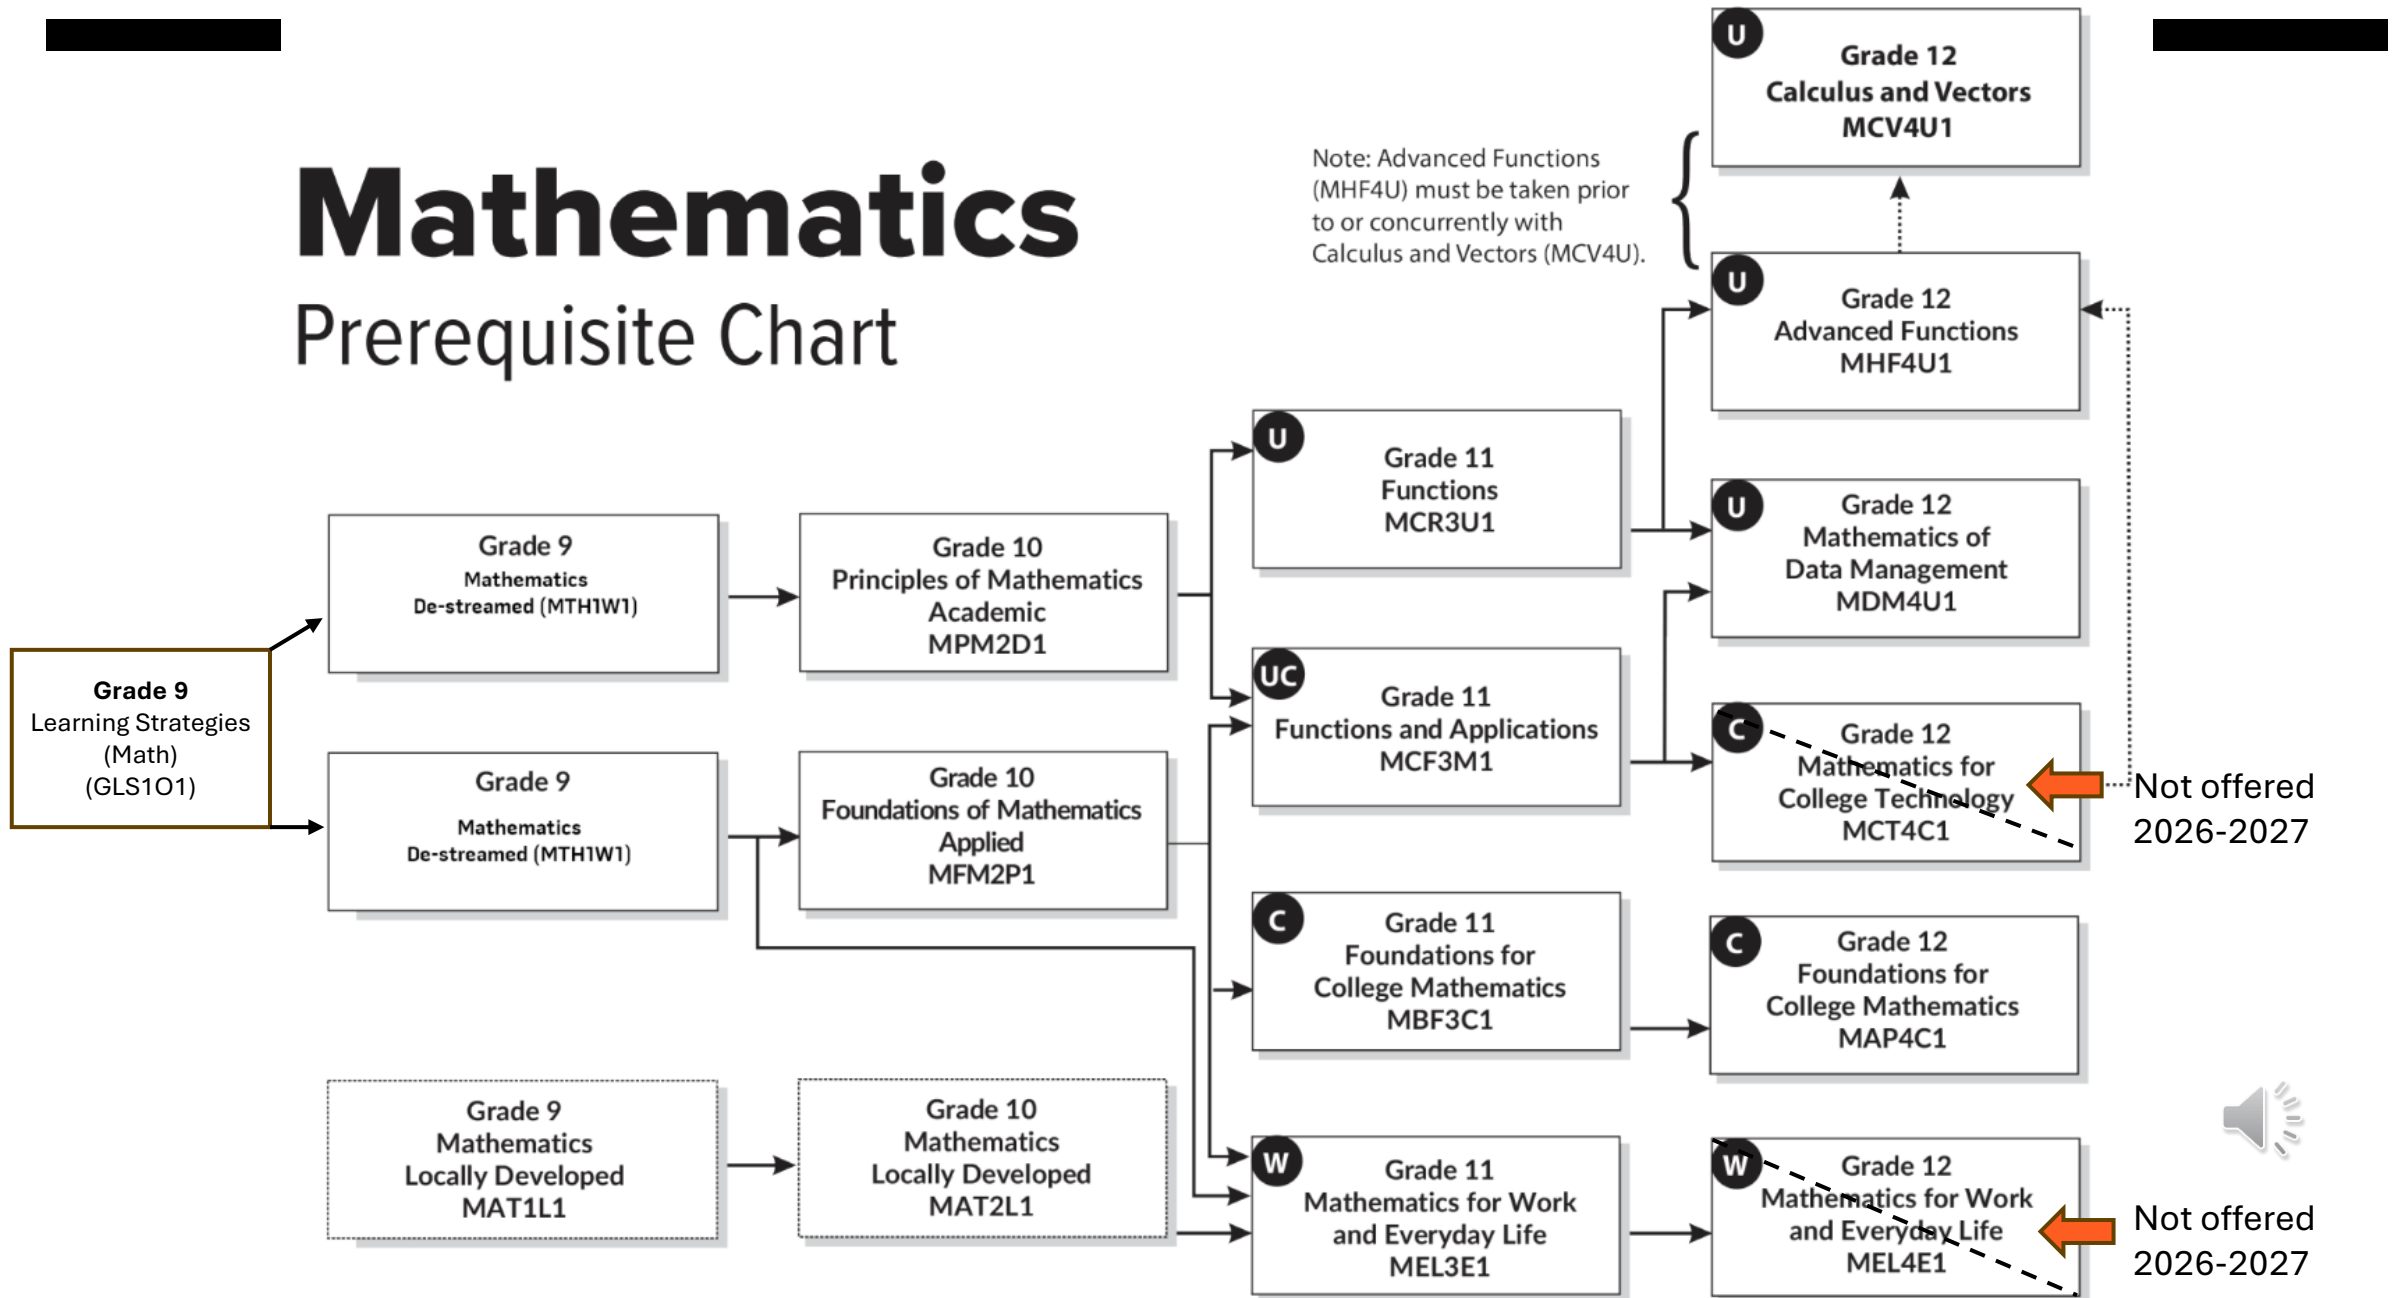 Mathematics
Prerequisite Chart
Note: Advanced Functions
(MHF4U) must be taken prior
to or concurrently with
Calculus and Vectors (MCV4U).
Grade 9
Learning Strategies
(Math)
(GLS1O1)
Grade 9
Mathematics
De-streamed (MTH1W1)
Grade 9
Mathematics
De-streamed (MTH1W1)
Grade 9
Mathematics
Locally Developed
MAT1L1
Grade 10
Principles of Mathematics
Academic
MPM2D1
Grade 10
Foundations of Mathematics
Applied
MFM2P1
Grade 10
Mathematics
Locally Developed
MAT2L1
U
Grade 11
Functions
MCR3U1
UC
Grade 11
Functions and Applications
MCF3M1
C
Grade 11
Foundations for
College Mathematics
MBF3C1
W
Grade 11
Mathematics for Work
and Everyday Life
MEL3E1
U
Grade 12
Calculus and Vectors
MCV4U1
U
Grade 12
Advanced Functions
MHF4U1
U
Grade 12
Mathematics of
Data Management
MDM4U1
C
Grade 12
Mathematics for
College Technology
MCT4C1
Not offered
2026-2027
C
Grade 12
Foundations for
College Mathematics
MAP4C1
W
Grade 12
Mathematics for Work
and Everyday Life
MEL4E1
Not offered
2026-2027